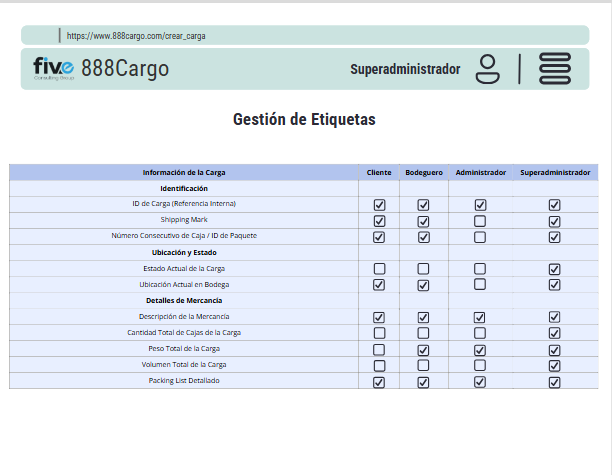 https://www.888cargo.com/crear_carga
five
Consulting Group
888Cargo
Superadministrador
Gestión de Etiquetas
Información de la Carga Cliente Bodeguero Administrador Superadministrador
Identificación
ID de Carga (Referencia Interna)
Shipping Mark
Número Consecutivo de Caja / ID de Paquete
Ubicación y Estado
Estado Actual de la Carga
Ubicación Actual en Bodega
Detalles de Mercancía
Descripción de la Mercancía
Cantidad Total de Cajas de la Carga
Peso Total de la Carga
Volumen Total de la Carga
Packing List Detallado